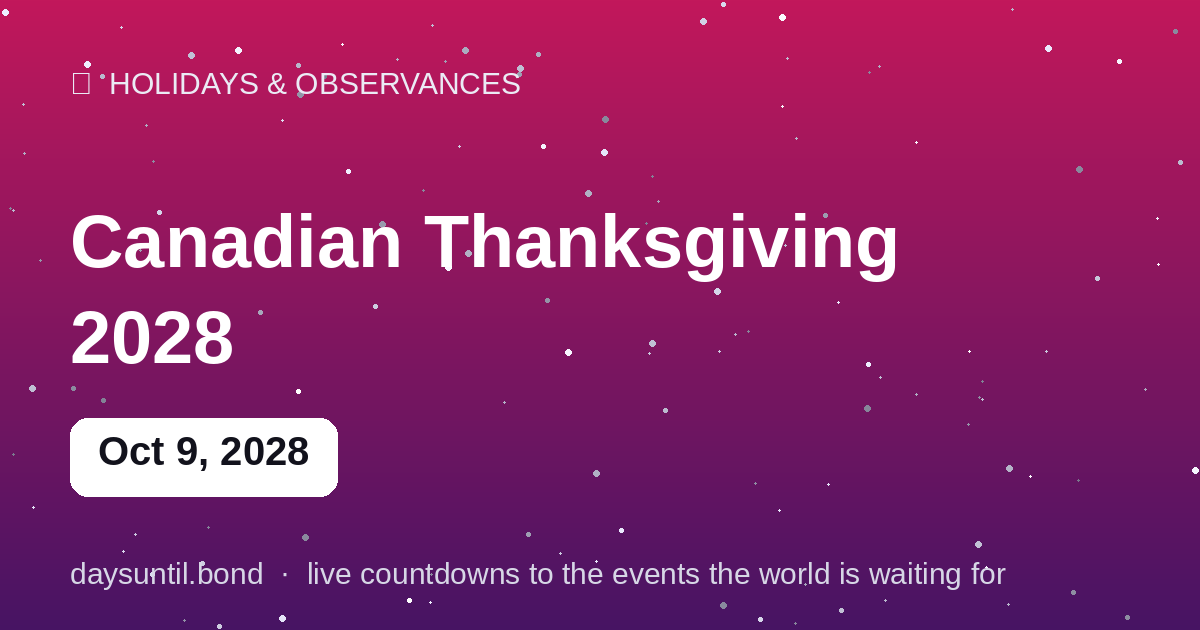 HOLIDAYS & OBSERVANCES
Canadian Thanksgiving
2028
Oct 9, 2028
daysuntil.bond · live countdowns to the events the world is waiting for